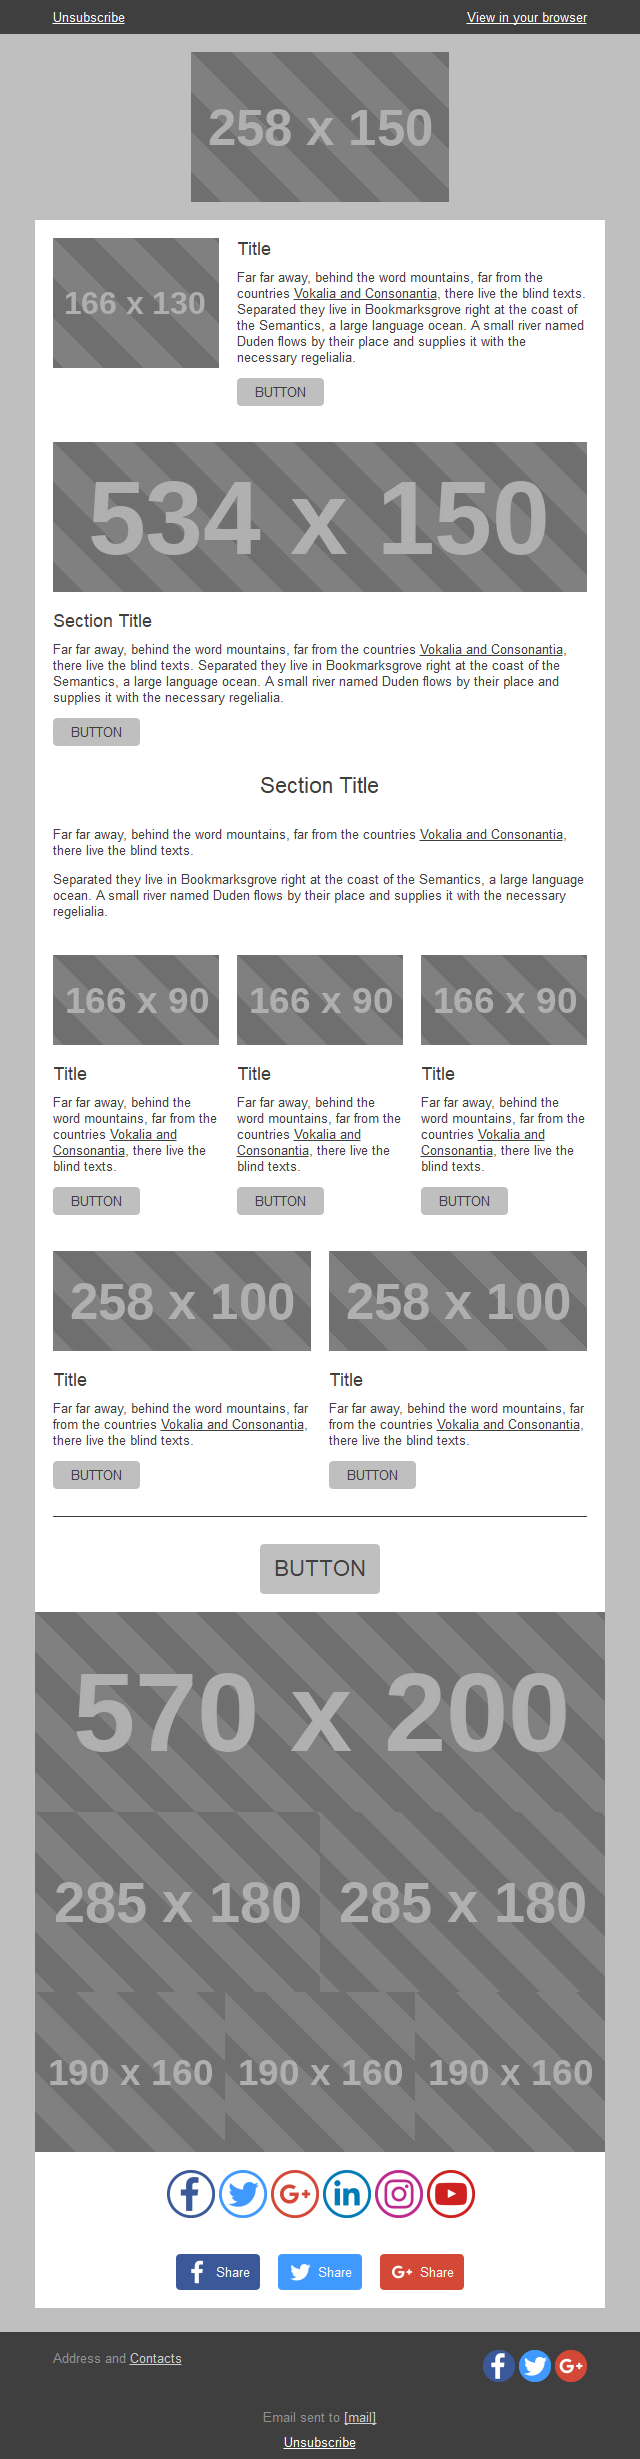 Unsubscribe
View in your browser
258 x 150
166 x 130
Title
Far far away, behind the word mountains, far from the
countries Vokalia and Consonantia, there live the blind texts.
Separated they live in Bookmarksgrove right at the coast of
the Semantics, a large language ocean. A small river named
Duden flows by their place and supplies it with the
necessary regelialia.
BUTTON
534 x 150
Section Title
Far far away, behind the word mountains, far from the countries Vokalia and Consonantia,
there live the blind texts. Separated they live in Bookmarksgrove right at the coast of the
Semantics, a large language ocean. A small river named Duden flows by their place and
supplies it with the necessary regelialia.
BUTTON
Section Title
Far far away, behind the word mountains, far from the countries Vokalia and Consonantia,
there live the blind texts.
Separated they live in Bookmarksgrove right at the coast of the Semantics, a large language
ocean. A small river named Duden flows by their place and supplies it with the necessary
regelialia.
166 x 90
Title
Far far away, behind the
word mountains, far from the
countries Vokalia and
Consonantia, there live the
blind texts.
BUTTON
166 x 90
Title
Far far away, behind the
word mountains, far from the
countries Vokalia and
Consonantia, there live the
blind texts.
BUTTON
166 x 90
Title
Far far away, behind the
word mountains, far from the
countries Vokalia and
Consonantia, there live the
blind texts.
BUTTON
258 x 100
Title
Far far away, behind the word mountains, far
from the countries Vokalia and Consonantia,
there live the blind texts.
BUTTON
258 x 100
Title
Far far away, behind the word mountains, far
from the countries Vokalia and Consonantia,
there live the blind texts.
BUTTON
BUTTON
570 x 200
285 x 180
285 x 180
190 x 160
190 x 160
190 x 160
f
G+
in
f Share
Share
G+ Share
Address and Contacts
f
G+
Email sent to [mail]
Unsubscribe